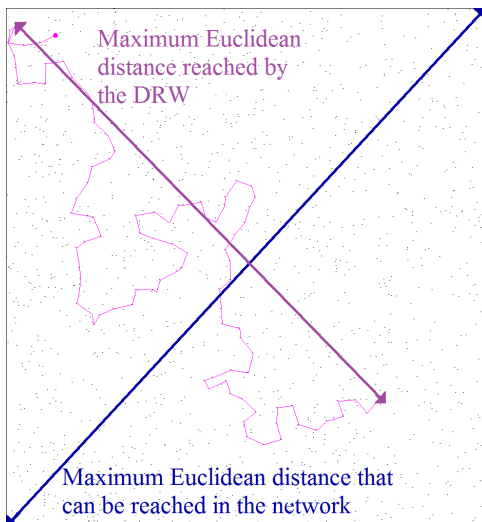 Maximum Euclidean
distance reached by
the DRW
Maximum Euclidean distance that
can be reached in the network